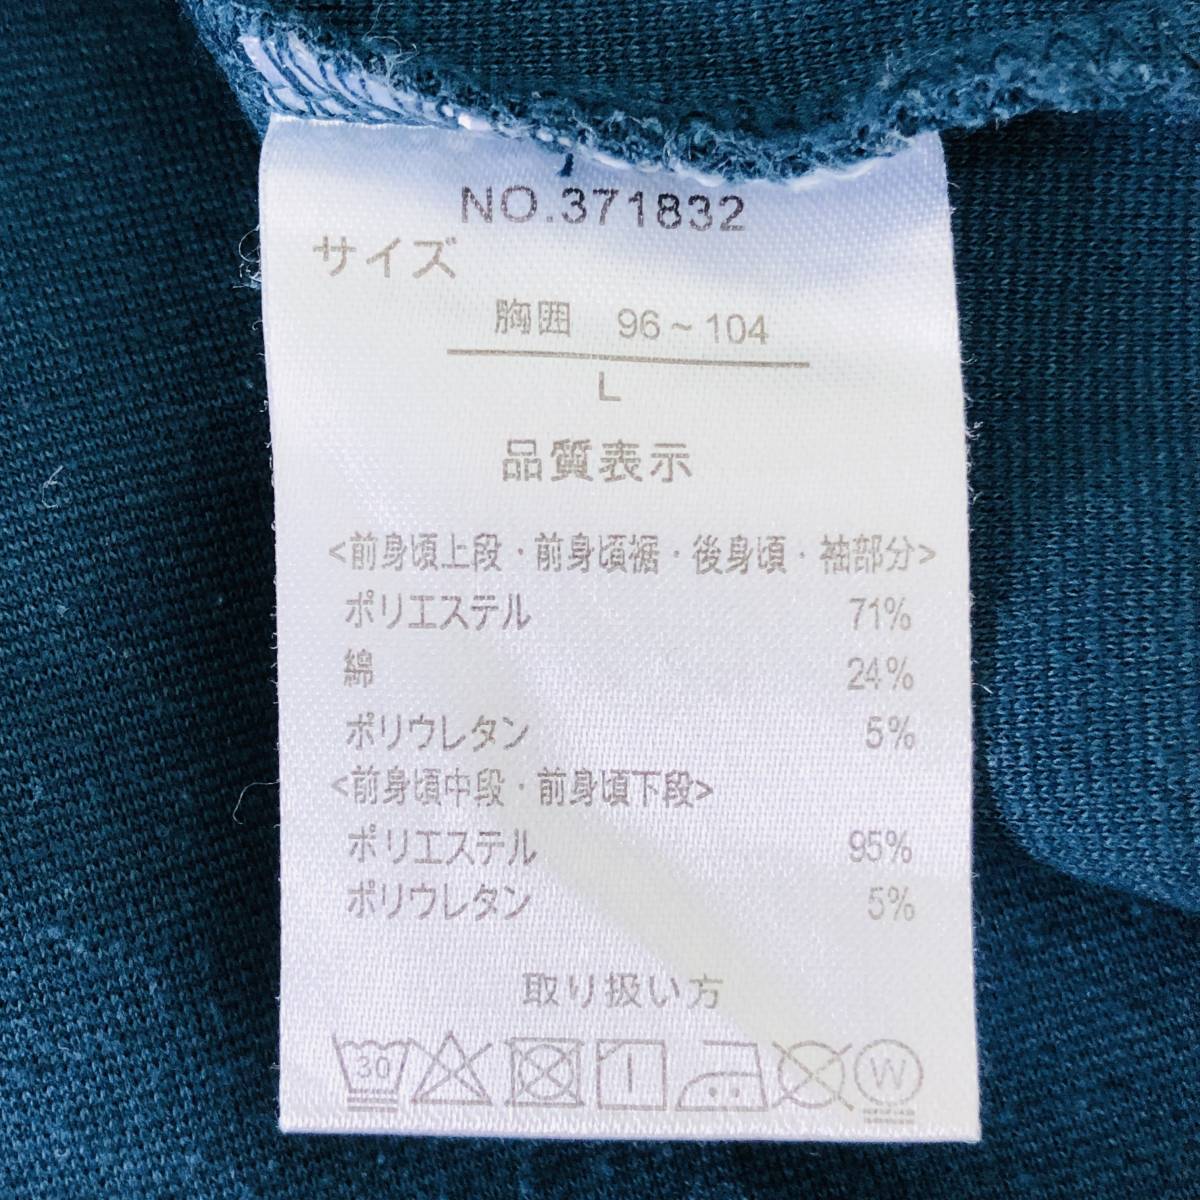 NO.371832
サイズ
胸囲 96~104
L
品質表示
<前身頃上段・前身頃裾・後身頃・袖部分>
ポリエステル 71%
綿 24%
ポリウレタン 5%
<前身頃中段・前身頃下段>
ポリエステル 95%
ポリウレタン 5%
取り扱い方
30 W